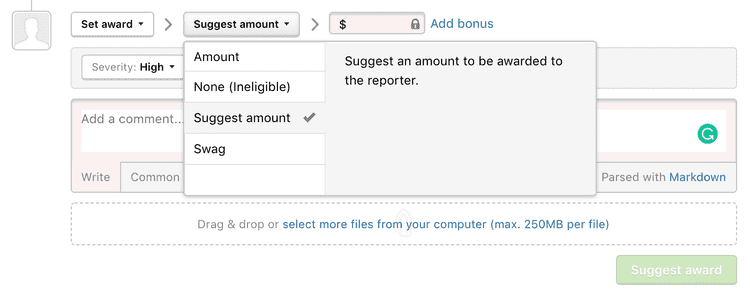 Set award
Suggest amount
$
Add bonus
Severity: High
Amount
None (Ineligible)
Suggest amount
Swag
Suggest an amount to be awarded to
the reporter.
Add a comment...
Write
Common
Parsed with Markdown
Drag & drop or select more files from your computer (max. 250MB per file)
Suggest award